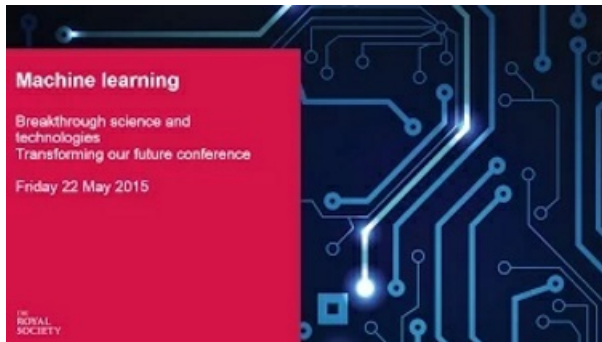 Machine learning
Breakthrough science and
technologies
Transforming our future conference
Friday 22 May 2015
THE
ROYAL
SOCIETY